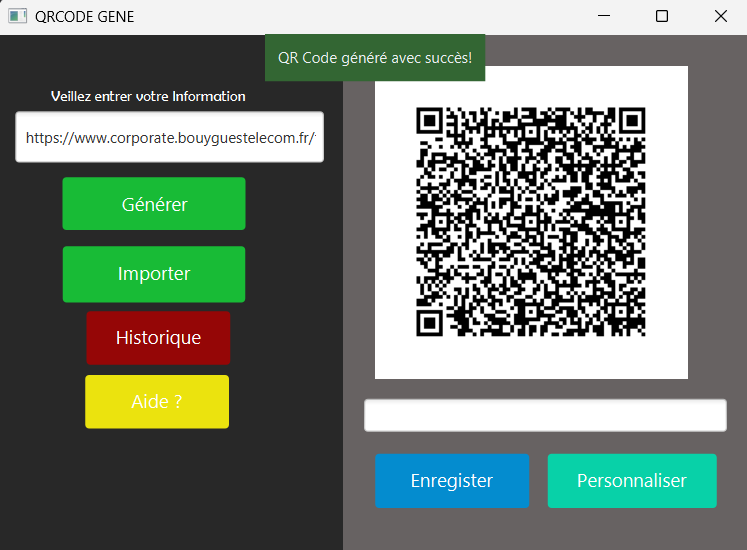 QRCODE GENE
QR Code généré avec succès!
Veillez entrer votre Information
https://www.corporate.bouyguestelecom.fr/
Générer
Importer
Historique
Aide ?
Enregister
Personnaliser